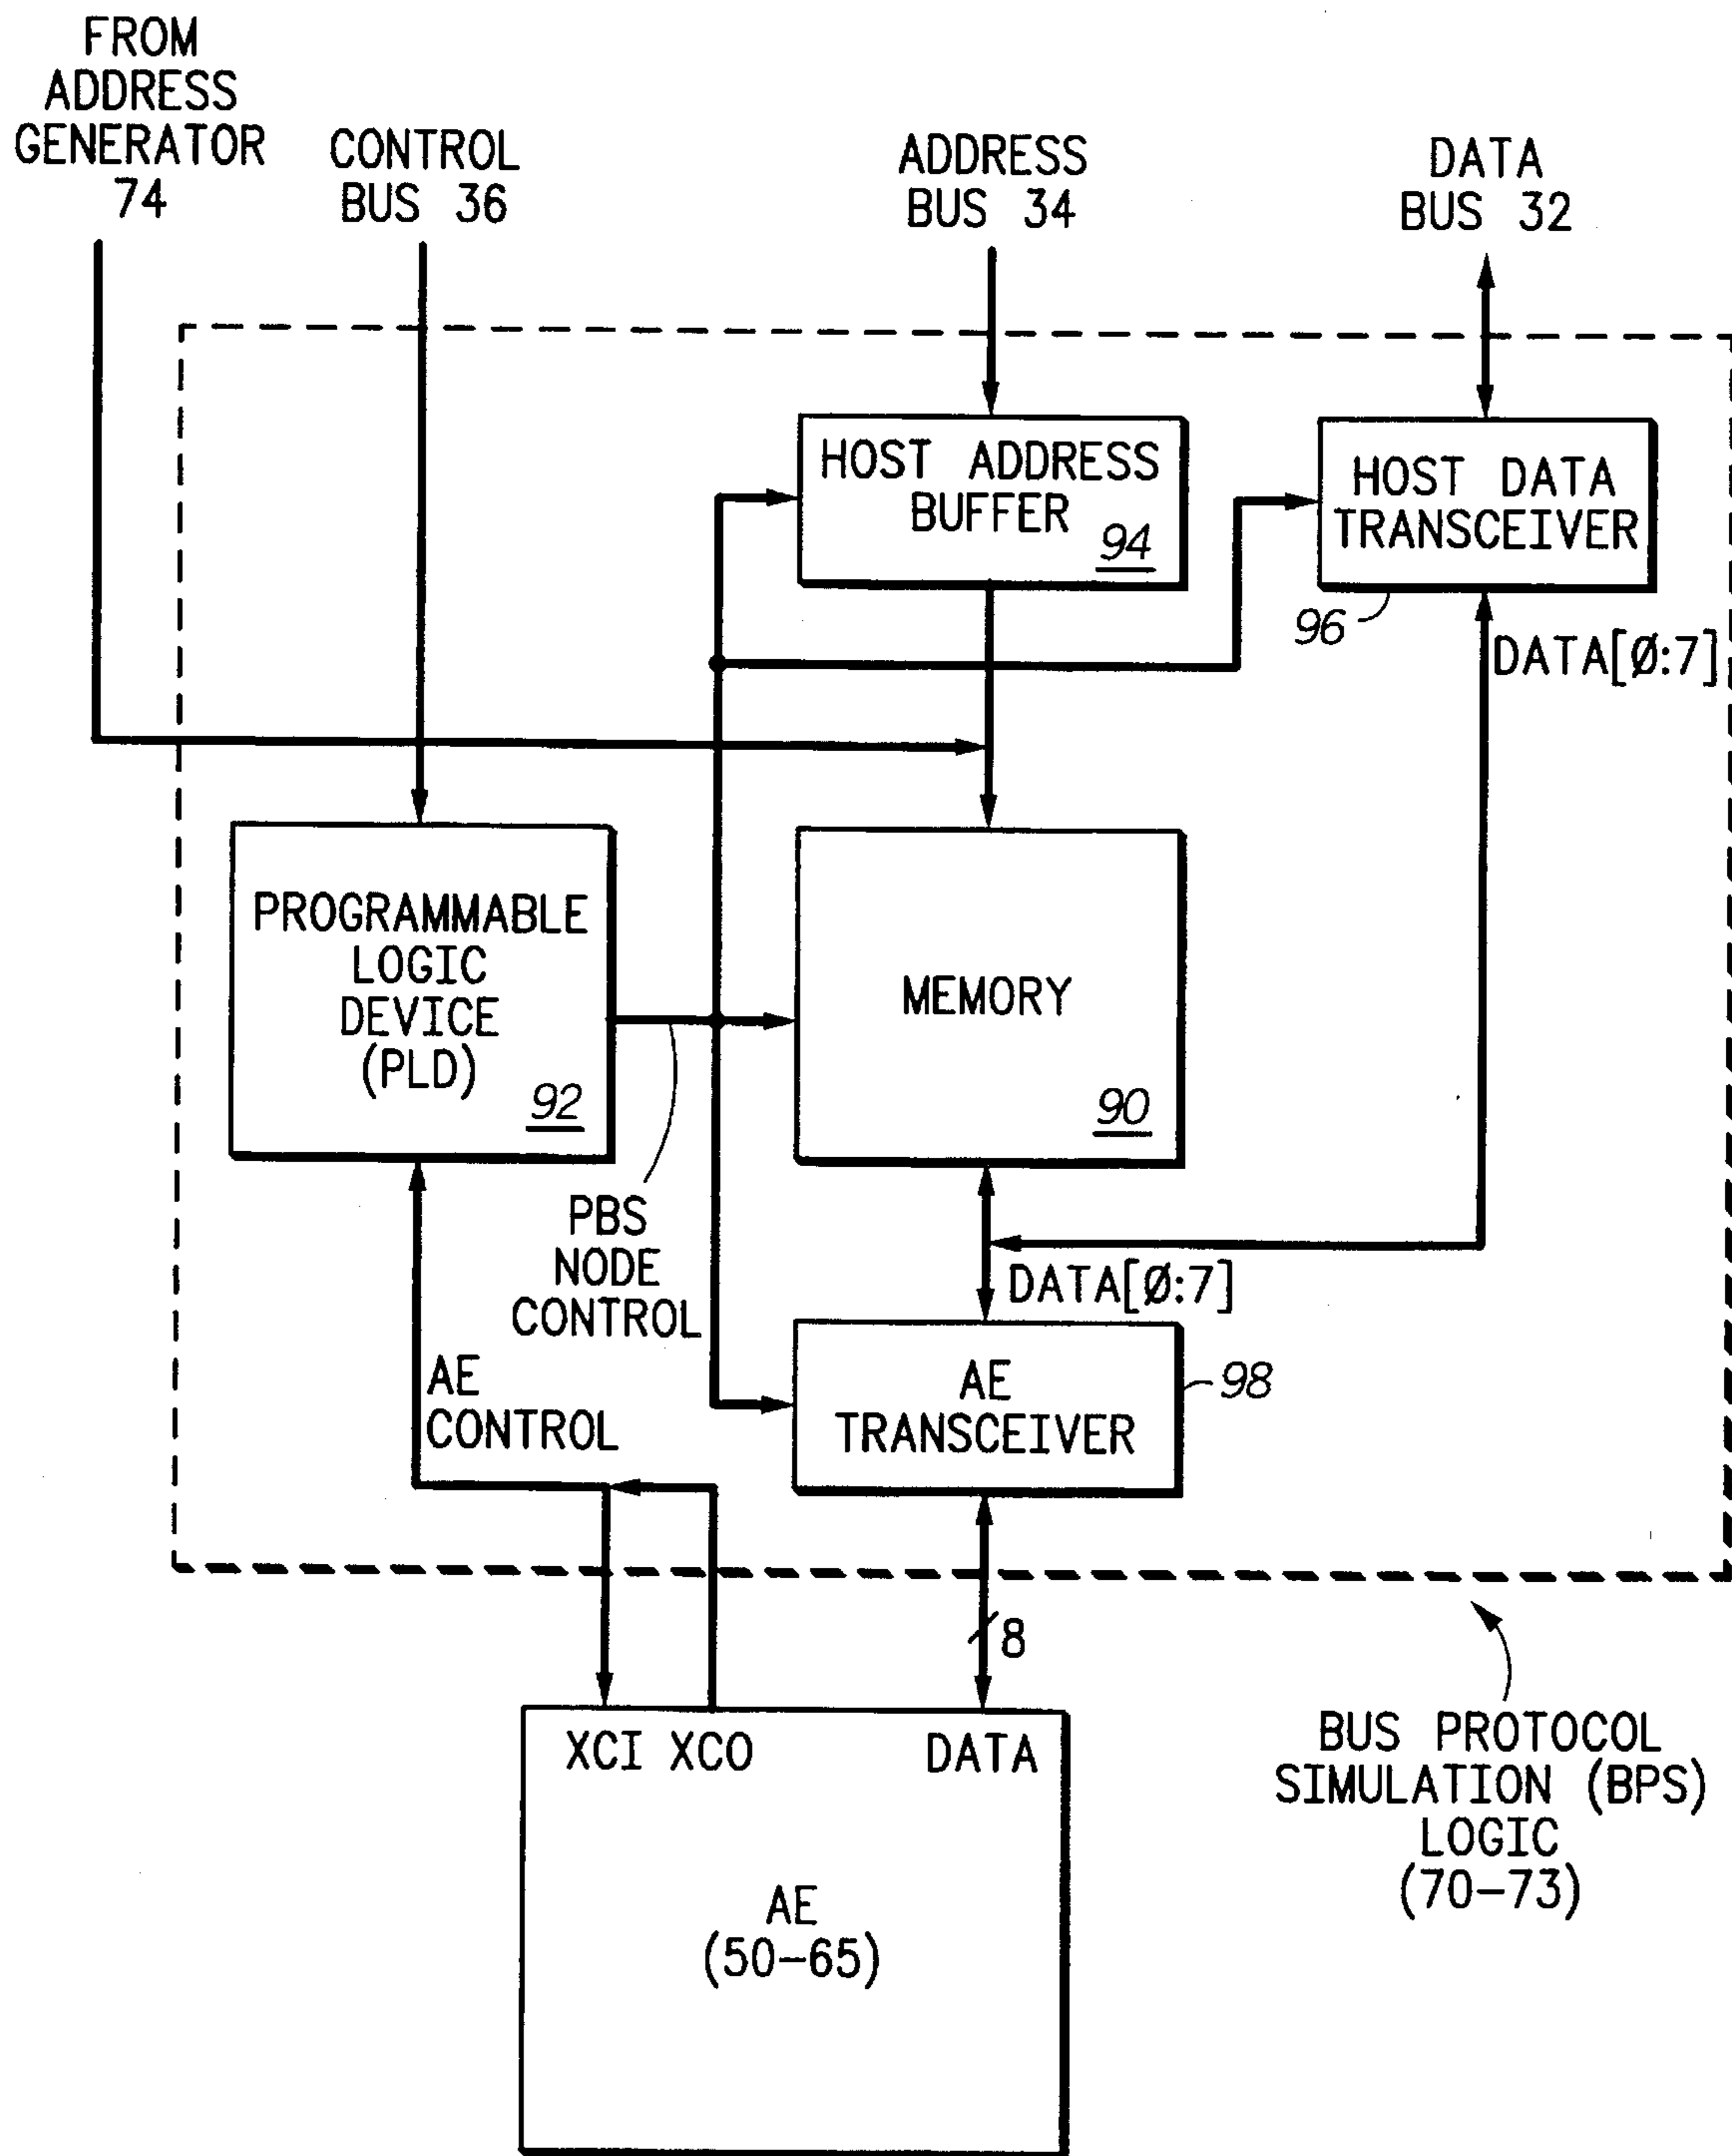 FROM
ADDRESS
GENERATOR
74
CONTROL
BUS 36
ADDRESS
BUS 34
DATA
BUS 32
HOST ADDRESS
BUFFER
94
HOST DATA
TRANSCEIVER
96
DATA[Ø:7]
PROGRAMMABLE
LOGIC
DEVICE
(PLD)
92
MEMORY
90
PBS
NODE
CONTROL
DATA[Ø:7]
AE
CONTROL
AE
TRANSCEIVER
98
8
XCI XCO DATA
AE
(50-65)
BUS PROTOCOL
SIMULATION (BPS)
LOGIC
(70-73)